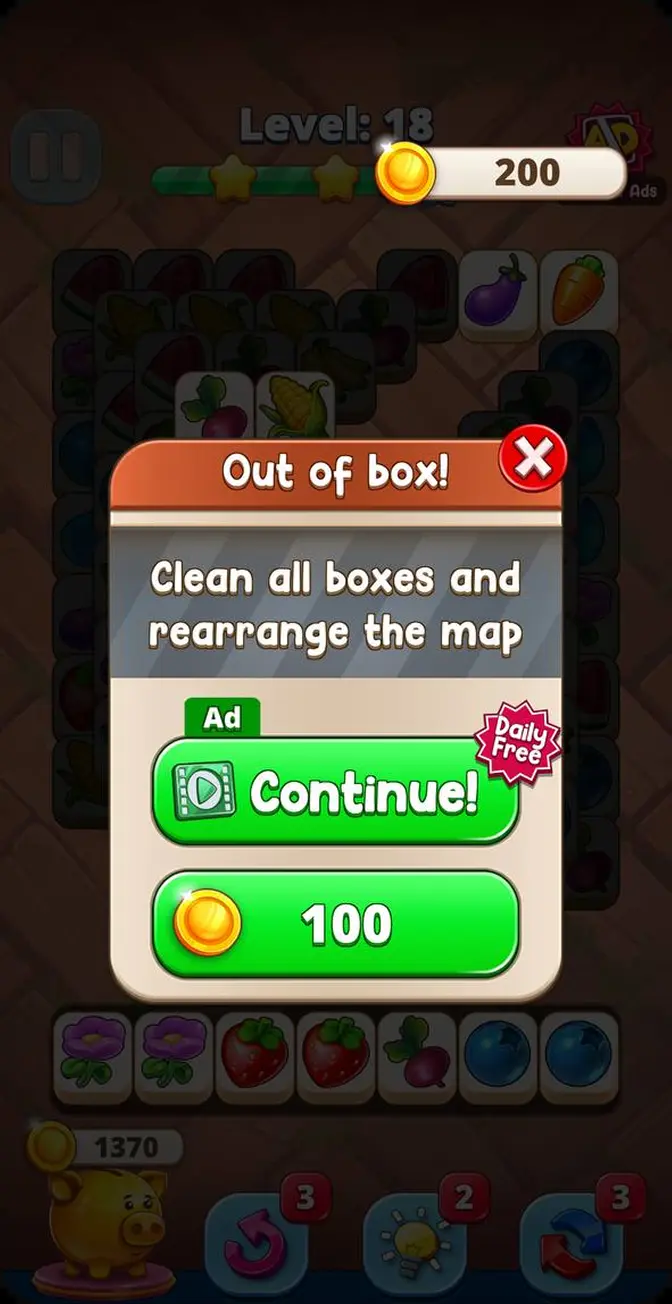 Level: 18
AD
200
Ads
Out of box!
Clean all boxes and
rearrange the map
Ad
Daily
Free
Continue!
100
1370
3
2
3